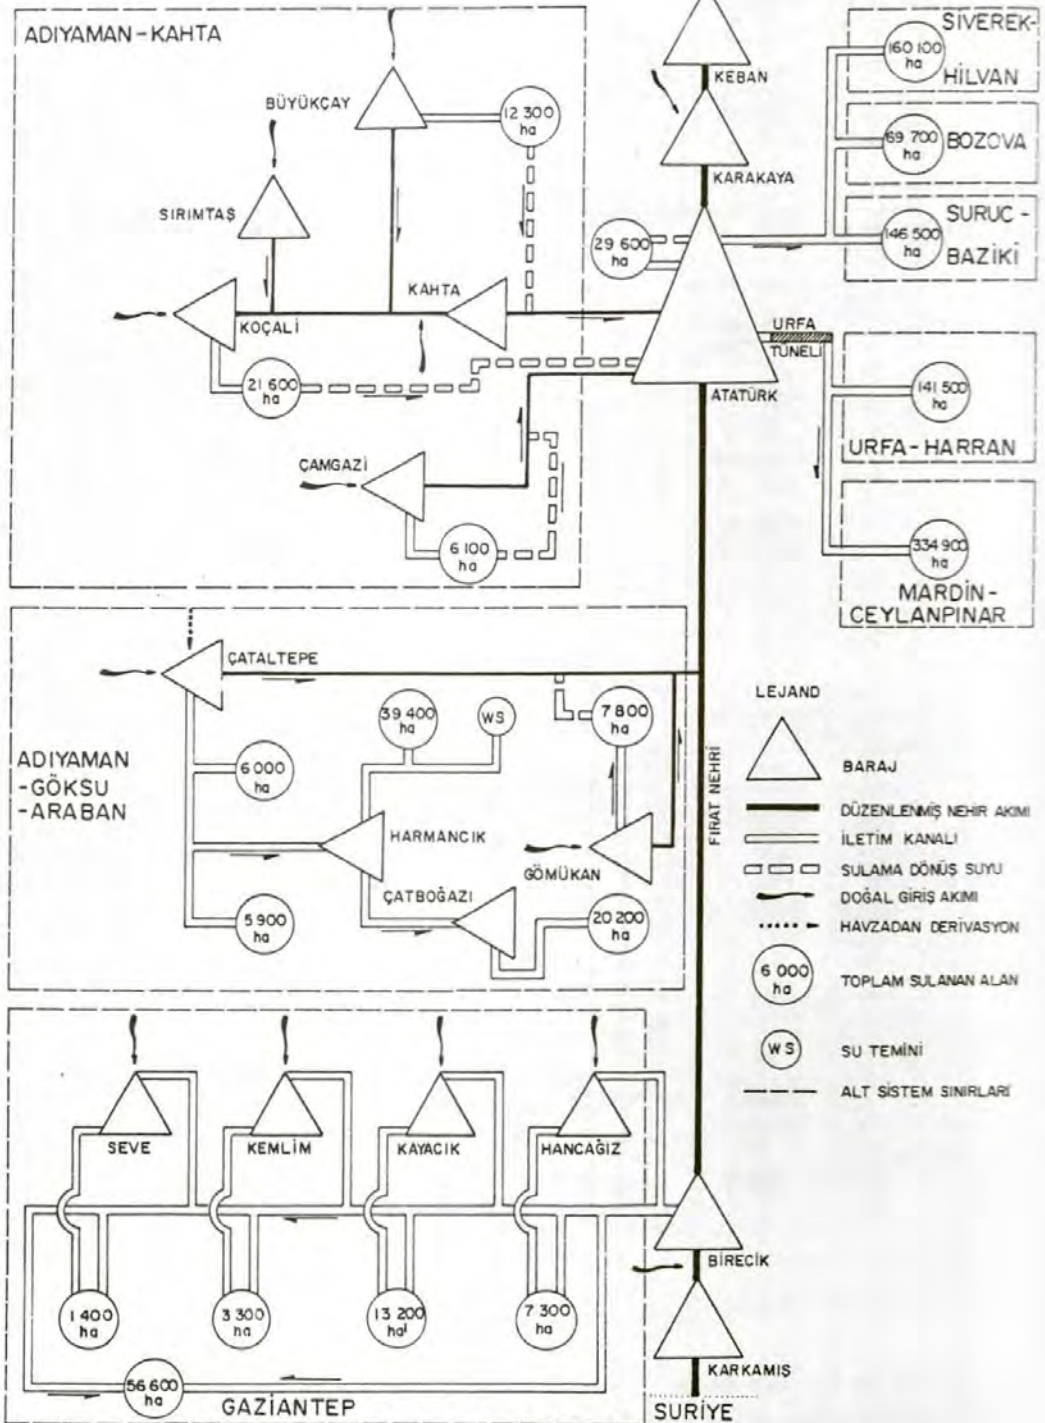 ADIYAMAN-KAHTA
BÜYÜKÇAY
12 300
ha
SIRIMTAŞ
KOÇALİ
KAHTA
21 600
ha
ÇAMGAZİ
6 100
ha
KEBAN
KARAKAYA
29 600
ha
ATATÜRK
SİVEREK-
160 100
ha
HİLVAN
69 700
ha
BOZOVA
SURUC-
146 500
ha
BAZİKİ
URFA
TÜNELİ
141 500
ha
URFA-HARRAN
334 900
ha
MARDİN-
CEYLANPINAR
ÇATALTEPE
39 400
ha
WS
7 800
ha
ADIYAMAN
-GÖKSU
-ARABAN
6 000
ha
HARMANCIK
GÖMÜKAN
ÇATBOĞAZI
5 900
ha
20 200
ha
FIRAT NEHRİ
LEJAND
BARAJ
DÜZENLENMİŞ NEHİR AKIMI
İLETİM KANALI
SULAMA DÖNÜŞ SUYU
DOĞAL GİRİŞ AKIMI
HAVZADAN DERİVASYON
6 000
ha
TOPLAM SULANAN ALAN
WS
SU TEMİNİ
ALT SİSTEM SINIRLARI
SEVE
KEMLİM
KAYACIK
HANCAĞIZ
BİRECİK
1 400
ha
3 300
ha
13 200
ha
7 300
ha
KARKAMIŞ
56 600
ha
GAZİANTEP
SURİYE